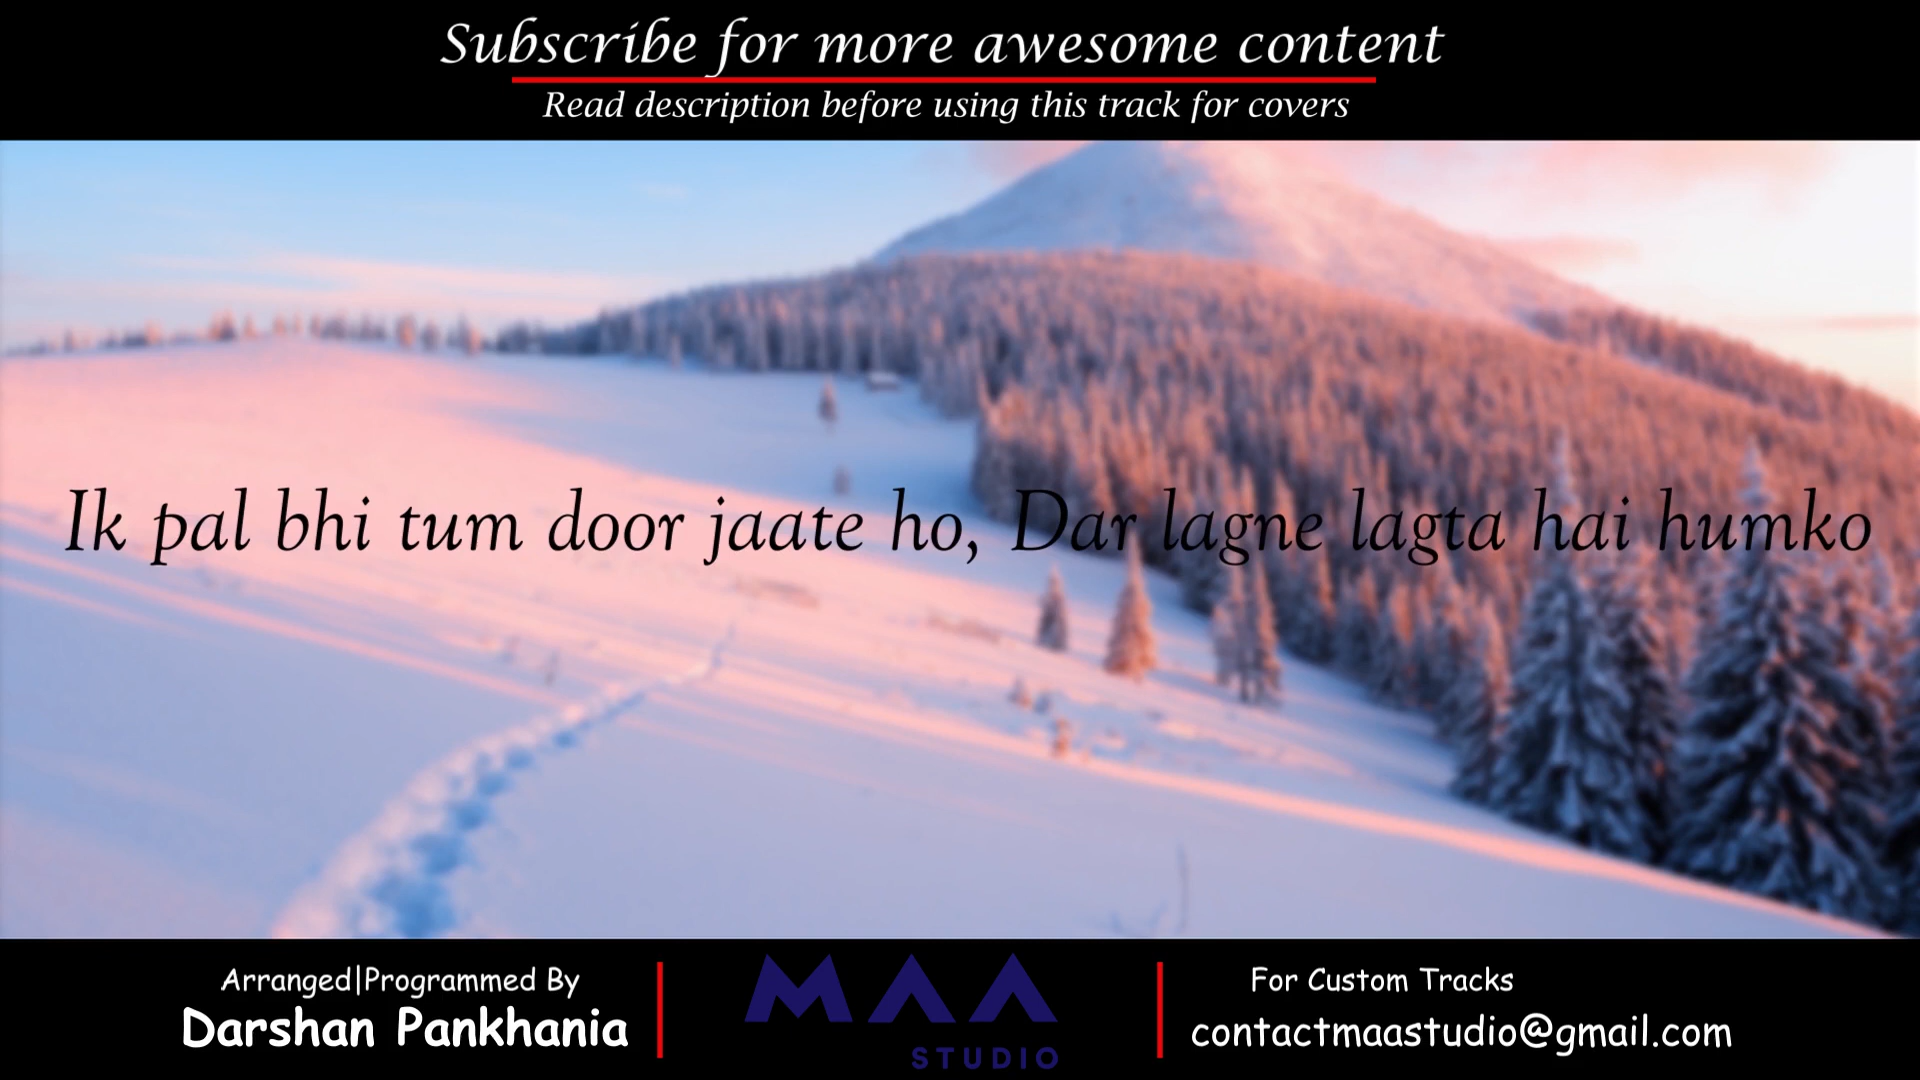 Subscribe for more awesome content
Read description before using this track for covers
Ik pal bhi tum door jaate ho, Dar lagne lagta hai humko
Arranged|Programmed By
Darshan Pankhania
MAA
STUDIO
For Custom Tracks
contactmaastudio@gmail.com